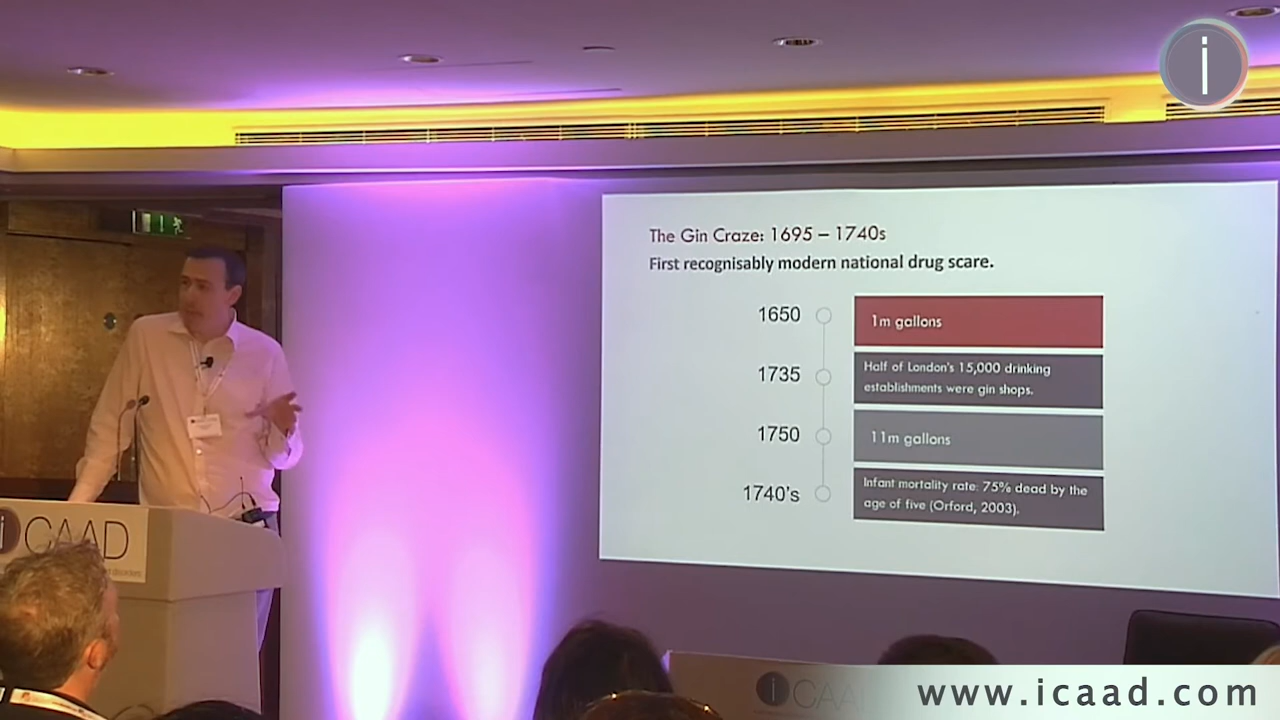 i
The Gin Craze: 1695 – 1740s
First recognisably modern national drug scare.
1650
1m gallons
1735
Half of London's 15,000 drinking
establishments were gin shops.
1750
11m gallons
1740's
Infant mortality rate: 75% dead by the
age of five (Orford, 2003).
iCAAD
iCAAD
www.icaad.com